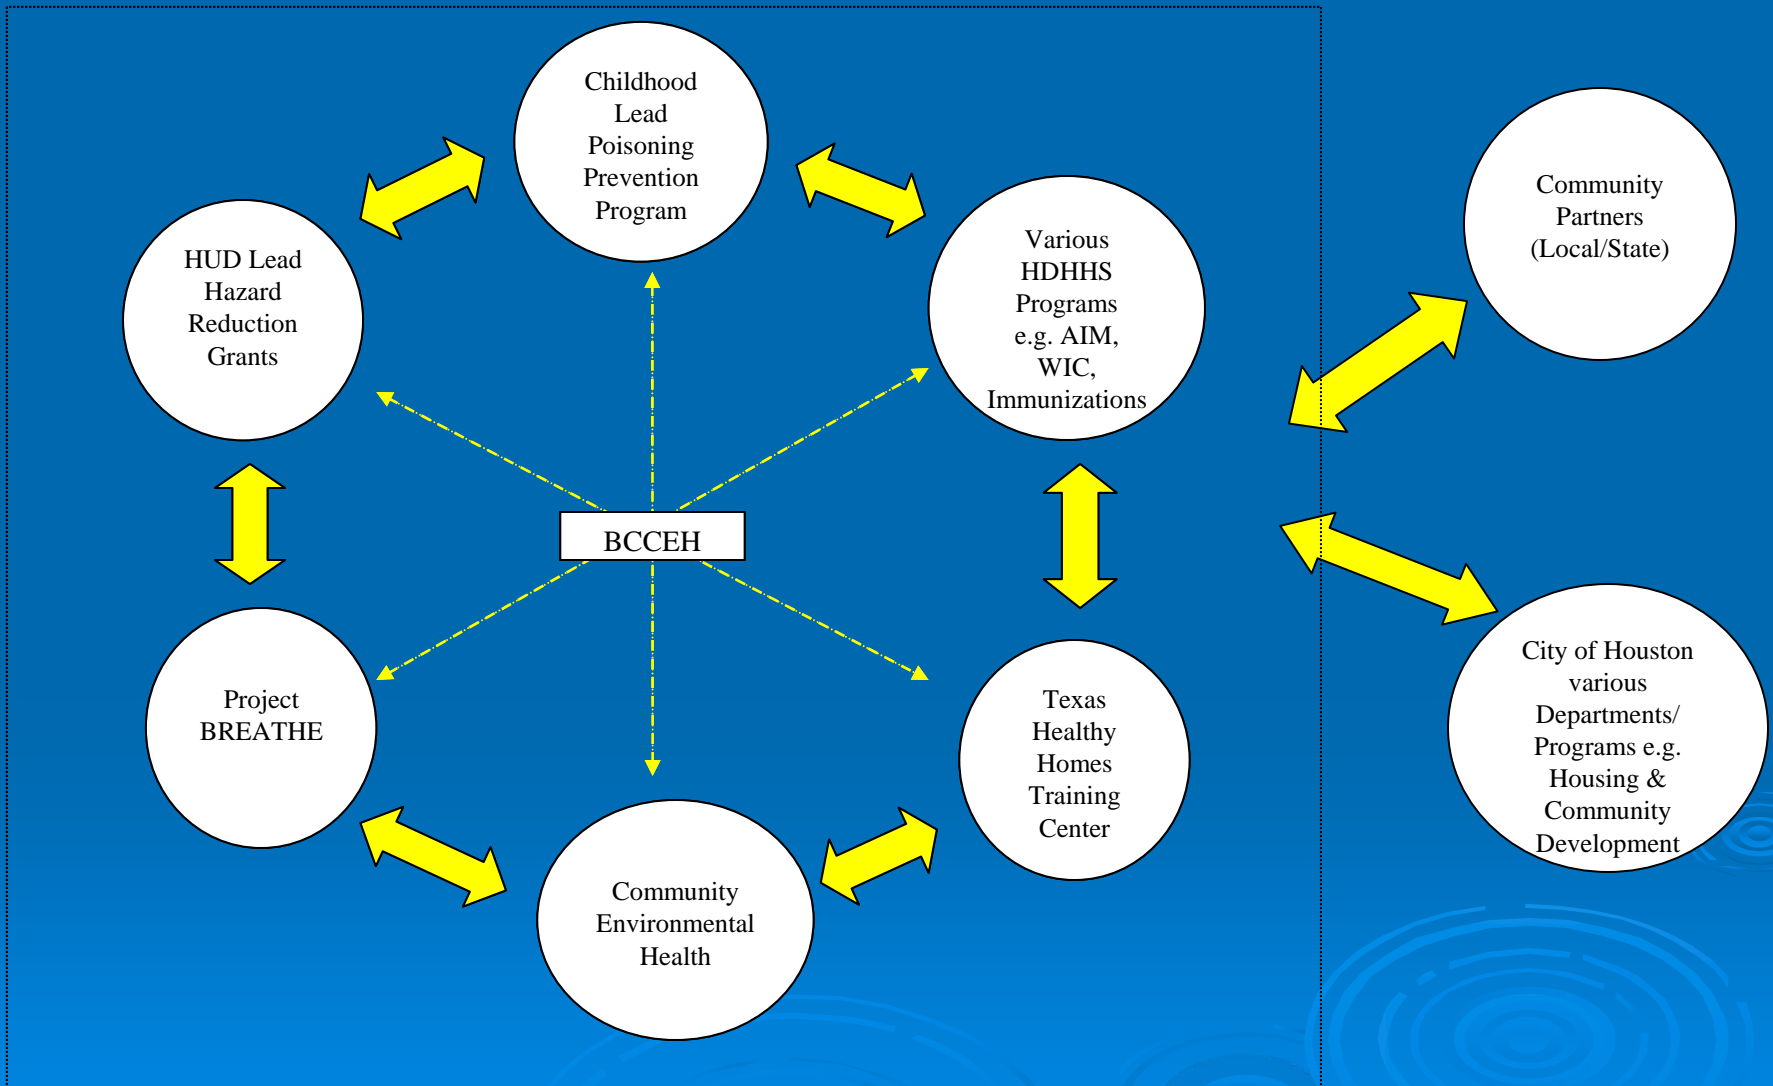 Childhood
Lead
Poisoning
Prevention
Program
HUD Lead
Hazard
Reduction
Grants
Various
HDHHS
Programs
e.g. AIM,
WIC,
Immunizations
Community
Partners
(Local/State)
BCCEH
Project
BREATHE
Texas
Healthy
Homes
Training
Center
City of Houston
various
Departments/
Programs e.g.
Housing &
Community
Development
Community
Environmental
Health